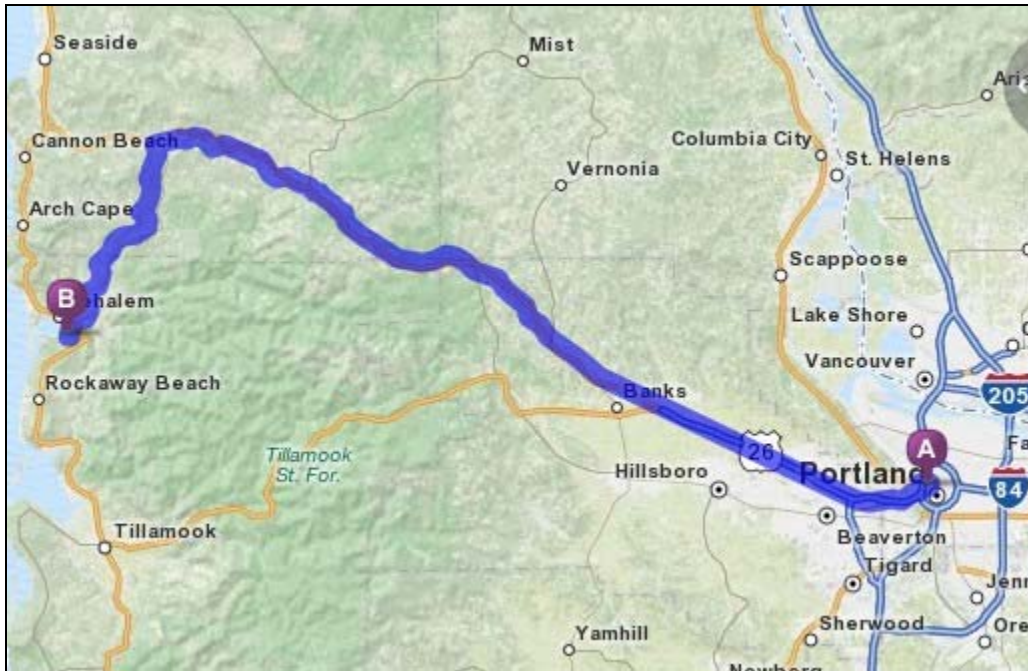 Seaside
Mist
Cannon Beach
Columbia City
St. Helens
Vernonia
Arch Cape
Scappoose
B
ehalem
Lake Shore
Vancouver
Rockaway Beach
205
Banks
26
A
Hillsboro
Portland
84
Tillamook
St. For.
Tillamook
Beaverton
Tigard
Sherwood
Yamhill